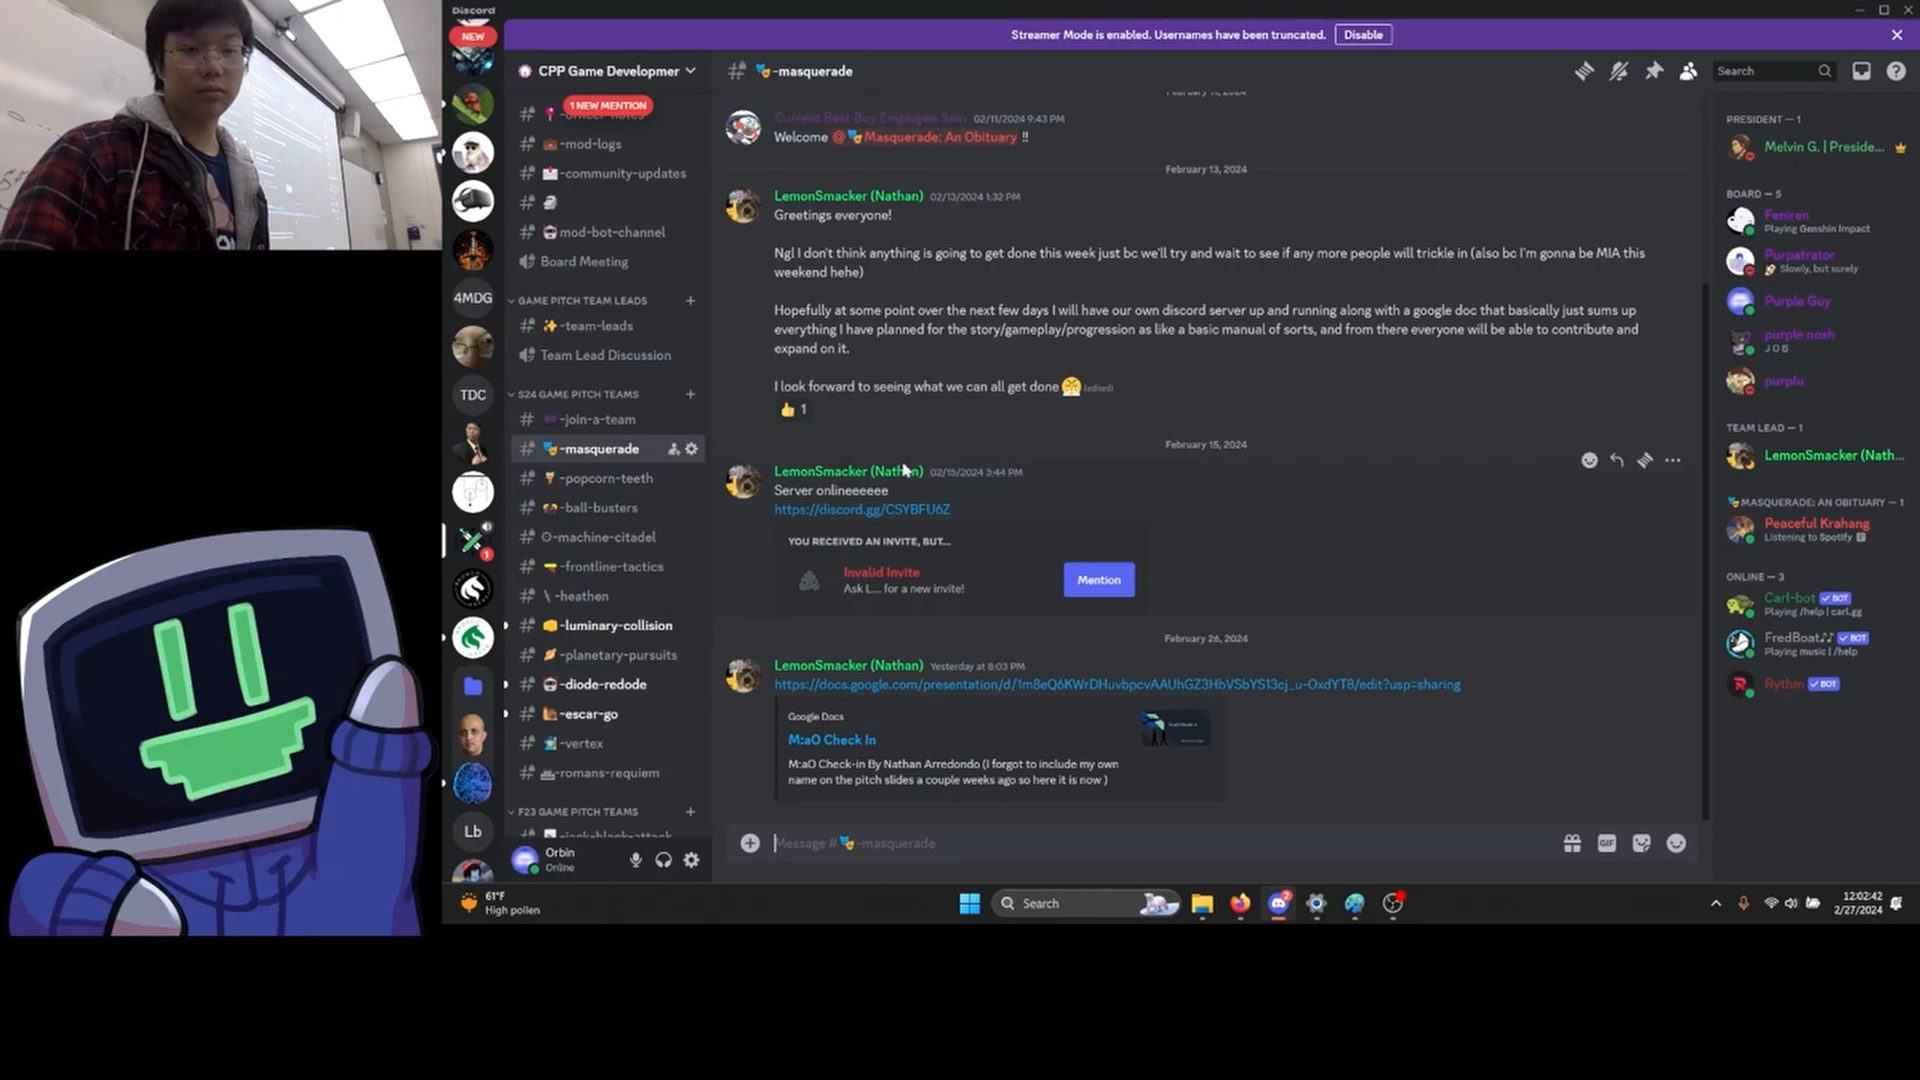 Discord
Streamer Mode is enabled. Usernames have been truncated.
Disable
NEW
CPP Game Developmer
-masquerade
Search
1 NEW MENTION
-officer-notes
-mod-logs
-community-updates
mod-bot-channel
Board Meeting
4MDG
GAME PITCH TEAM LEADS
-team-leads
Team Lead Discussion
TDC
S24 GAME PITCH TEAMS
-join-a-team
-masquerade
-popcorn-teeth
-ball-busters
-machine-citadel
-frontline-tactics
-heathen
-luminary-collision
-planetary-pursuits
-diode-redode
-escar-go
-vertex
-romans-requiem
F23 GAME PITCH TEAMS
-jack-black-attack
Lb
1
Orbin
Online
February 11, 2024
Current Best Buy Employee Sam 02/11/2024 9:43 PM
Welcome @Masquerade: An Obituary !!
February 13, 2024
LemonSmacker (Nathan) 02/13/2024 1:32 PM
Greetings everyone!
Ngl I don't think anything is going to get done this week just bc we'll try and wait to see if any more people will trickle in (also bc I'm gonna be MIA this
weekend hehe)
Hopefully at some point over the next few days I will have our own discord server up and running along with a google doc that basically just sums up
everything I have planned for the story/gameplay/progression as like a basic manual of sorts, and from there everyone will be able to contribute and
expand on it.
I look forward to seeing what we can all get done (edited)
1
February 15, 2024
LemonSmacker (Nathan) 02/15/2024 3:44 PM
Server onlineeeeee
https://discord.gg/CSYBFU6Z
YOU RECEIVED AN INVITE, BUT...
Invalid Invite
Ask L... for a new invite!
Mention
February 26, 2024
LemonSmacker (Nathan) Yesterday at 8:03 PM
https://docs.google.com/presentation/d/1m8eQ6KWrDHuvbpcvAAUhGZ3HbVSbYS13cj_u-OxdYT8/edit?usp=sharing
Google Docs
M:aO Check In
M:aO Check-in By Nathan Arredondo (I forgot to include my own
name on the pitch slides a couple weeks ago so here it is now )
Message #-masquerade
GIF
PRESIDENT — 1
Melvin G. | Preside...
BOARD — 5
Feniren
Playing Genshin Impact
Purpatrator
Slowly, but surely
Purple Guy
purple nosh
J O B
purplu
TEAM LEAD — 1
LemonSmacker (Nath...
MASQUERADE: AN OBITUARY — 1
Peaceful Krahang
Listening to Spotify
ONLINE — 3
Carl-bot BOT
Playing /help | carl.gg
FredBoat♪♪ BOT
Playing music | /help
Rythm BOT
61°F
High pollen
Search
2
12:02:42
2/27/2024